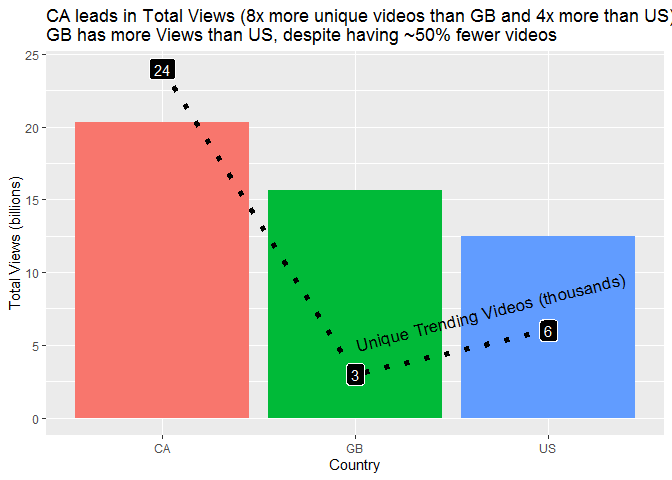 CA leads in Total Views (8x more unique videos than GB and 4x more than US)
GB has more Views than US, despite having ~50% fewer videos
25
20
15
10
5
0
Total Views (billions)
24
3
6
Unique Trending Videos (thousands)
CA
GB
US
Country